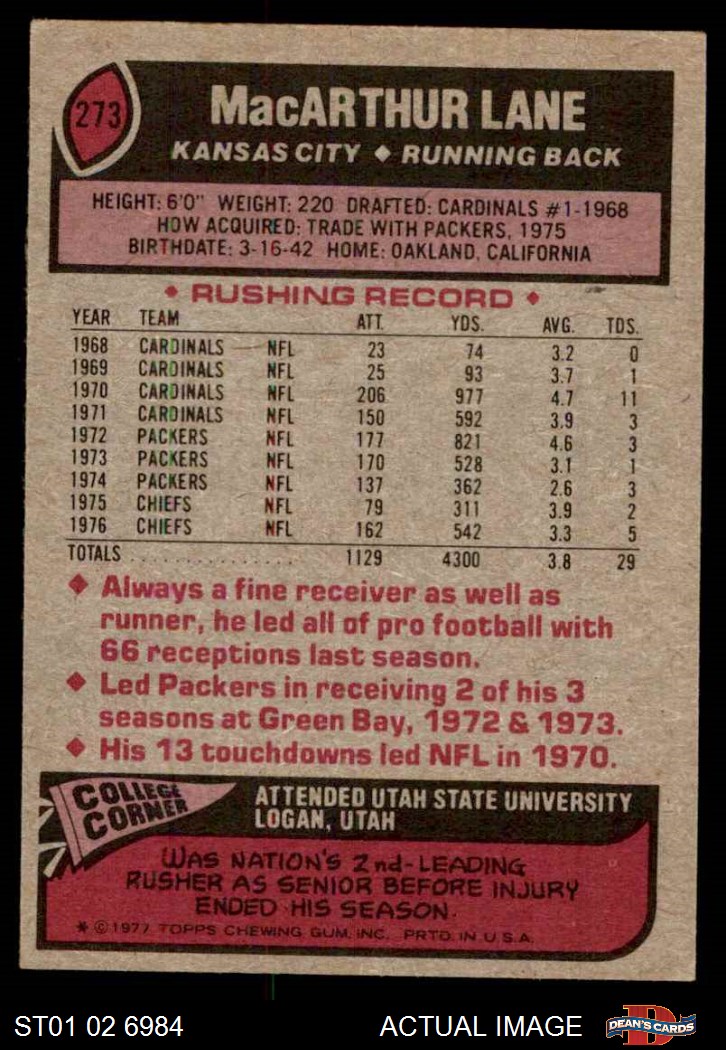 273
MacARTHUR LANE
KANSAS CITY ♦ RUNNING BACK
HEIGHT: 6'0" WEIGHT: 220 DRAFTED: CARDINALS #1-1968
HOW ACQUIRED: TRADE WITH PACKERS, 1975
BIRTHDATE: 3-16-42 HOME: OAKLAND, CALIFORNIA
♦ RUSHING RECORD ♦
YEAR TEAM ATT. YDS. AVG. TDS.
1968 CARDINALS NFL 23 74 3.2 0
1969 CARDINALS NFL 25 93 3.7 1
1970 CARDINALS NFL 206 977 4.7 11
1971 CARDINALS NFL 150 592 3.9 3
1972 PACKERS NFL 177 821 4.6 3
1973 PACKERS NFL 170 528 3.1 1
1974 PACKERS NFL 137 362 2.6 3
1975 CHIEFS NFL 79 311 3.9 2
1976 CHIEFS NFL 162 542 3.3 5
TOTALS . . . . . . . . . . . . . . . 1129 4300 3.8 29
♦ Always a fine receiver as well as
runner, he led all of pro football with
66 receptions last season.
♦ Led Packers in receiving 2 of his 3
seasons at Green Bay, 1972 & 1973.
♦ His 13 touchdowns led NFL in 1970.
COLLEGE
CORNER
ATTENDED UTAH STATE UNIVERSITY
LOGAN, UTAH
WAS NATION'S 2nd-LEADING
RUSHER AS SENIOR BEFORE INJURY
ENDED HIS SEASON.
* © 1977 TOPPS CHEWING GUM, INC. PRTD. IN U.S.A.
ST01 02 6984
ACTUAL IMAGE
D
DEAN'S CARDS